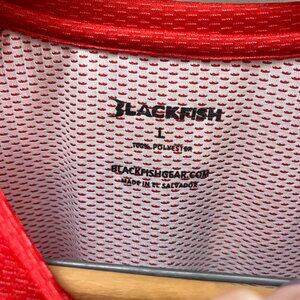 BLACKFISH
L
100% POLYESTER
BLACKFISHGEAR.COM
MADE IN EL SALVADOR